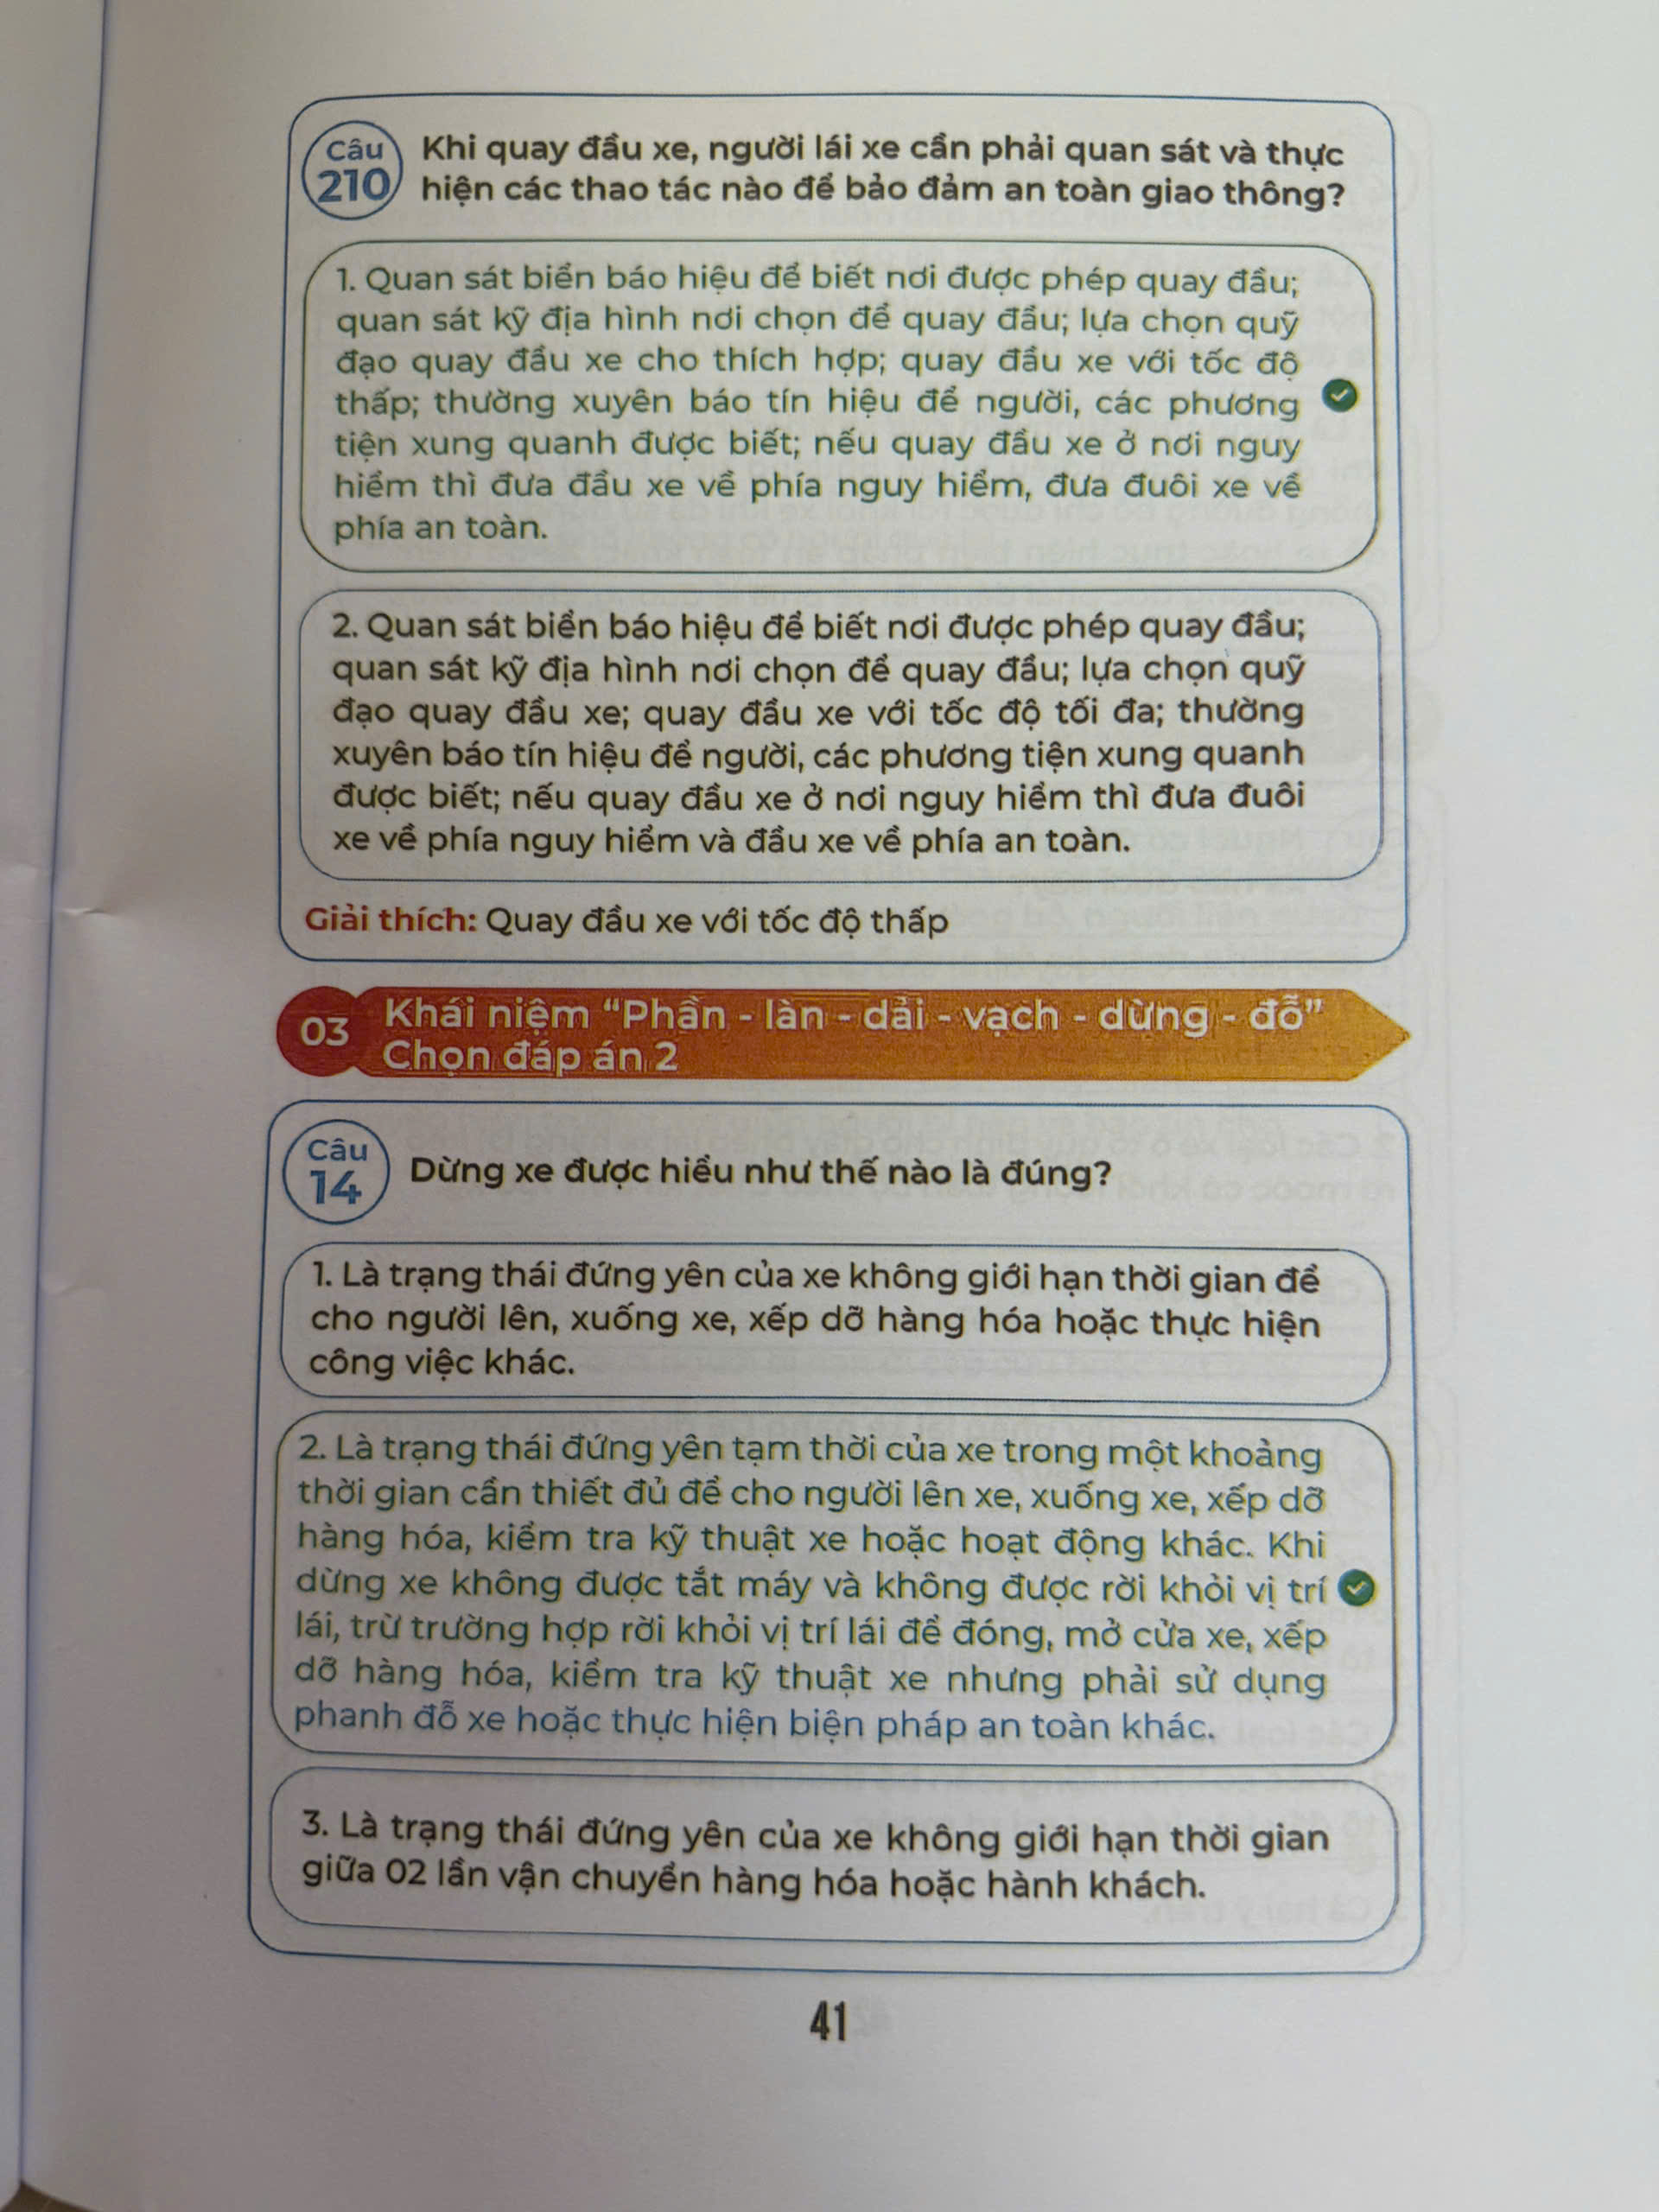 Câu
210
Khi quay đầu xe, người lái xe cần phải quan sát và thực
hiện các thao tác nào để bảo đảm an toàn giao thông?
1. Quan sát biển báo hiệu để biết nơi được phép quay đầu;
quan sát kỹ địa hình nơi chọn để quay đầu; lựa chọn quỹ
đạo quay đầu xe cho thích hợp; quay đầu xe với tốc độ
thấp; thường xuyên báo tín hiệu để người, các phương
tiện xung quanh được biết; nếu quay đầu xe ở nơi nguy
hiểm thì đưa đầu xe về phía nguy hiểm, đưa đuôi xe về
phía an toàn.
2. Quan sát biển báo hiệu để biết nơi được phép quay đầu;
quan sát kỹ địa hình nơi chọn để quay đầu; lựa chọn quỹ
đạo quay đầu xe; quay đầu xe với tốc độ tối đa; thường
xuyên báo tín hiệu để người, các phương tiện xung quanh
được biết; nếu quay đầu xe ở nơi nguy hiểm thì đưa đuôi
xe về phía nguy hiểm và đầu xe về phía an toàn.
Giải thích: Quay đầu xe với tốc độ thấp
03
Khái niệm “Phần - làn - dải - vạch - dừng - đỗ”
Chọn đáp án 2
Câu
14
Dừng xe được hiểu như thế nào là đúng?
1. Là trạng thái đứng yên của xe không giới hạn thời gian để
cho người lên, xuống xe, xếp dỡ hàng hóa hoặc thực hiện
công việc khác.
2. Là trạng thái đứng yên tạm thời của xe trong một khoảng
thời gian cần thiết đủ để cho người lên xe, xuống xe, xếp dỡ
hàng hóa, kiểm tra kỹ thuật xe hoặc hoạt động khác. Khi
dừng xe không được tắt máy và không được rời khỏi vị trí
lái, trừ trường hợp rời khỏi vị trí lái để đóng, mở cửa xe, xếp
dỡ hàng hóa, kiểm tra kỹ thuật xe nhưng phải sử dụng
phanh đỗ xe hoặc thực hiện biện pháp an toàn khác.
3. Là trạng thái đứng yên của xe không giới hạn thời gian
giữa 02 lần vận chuyển hàng hóa hoặc hành khách.
41